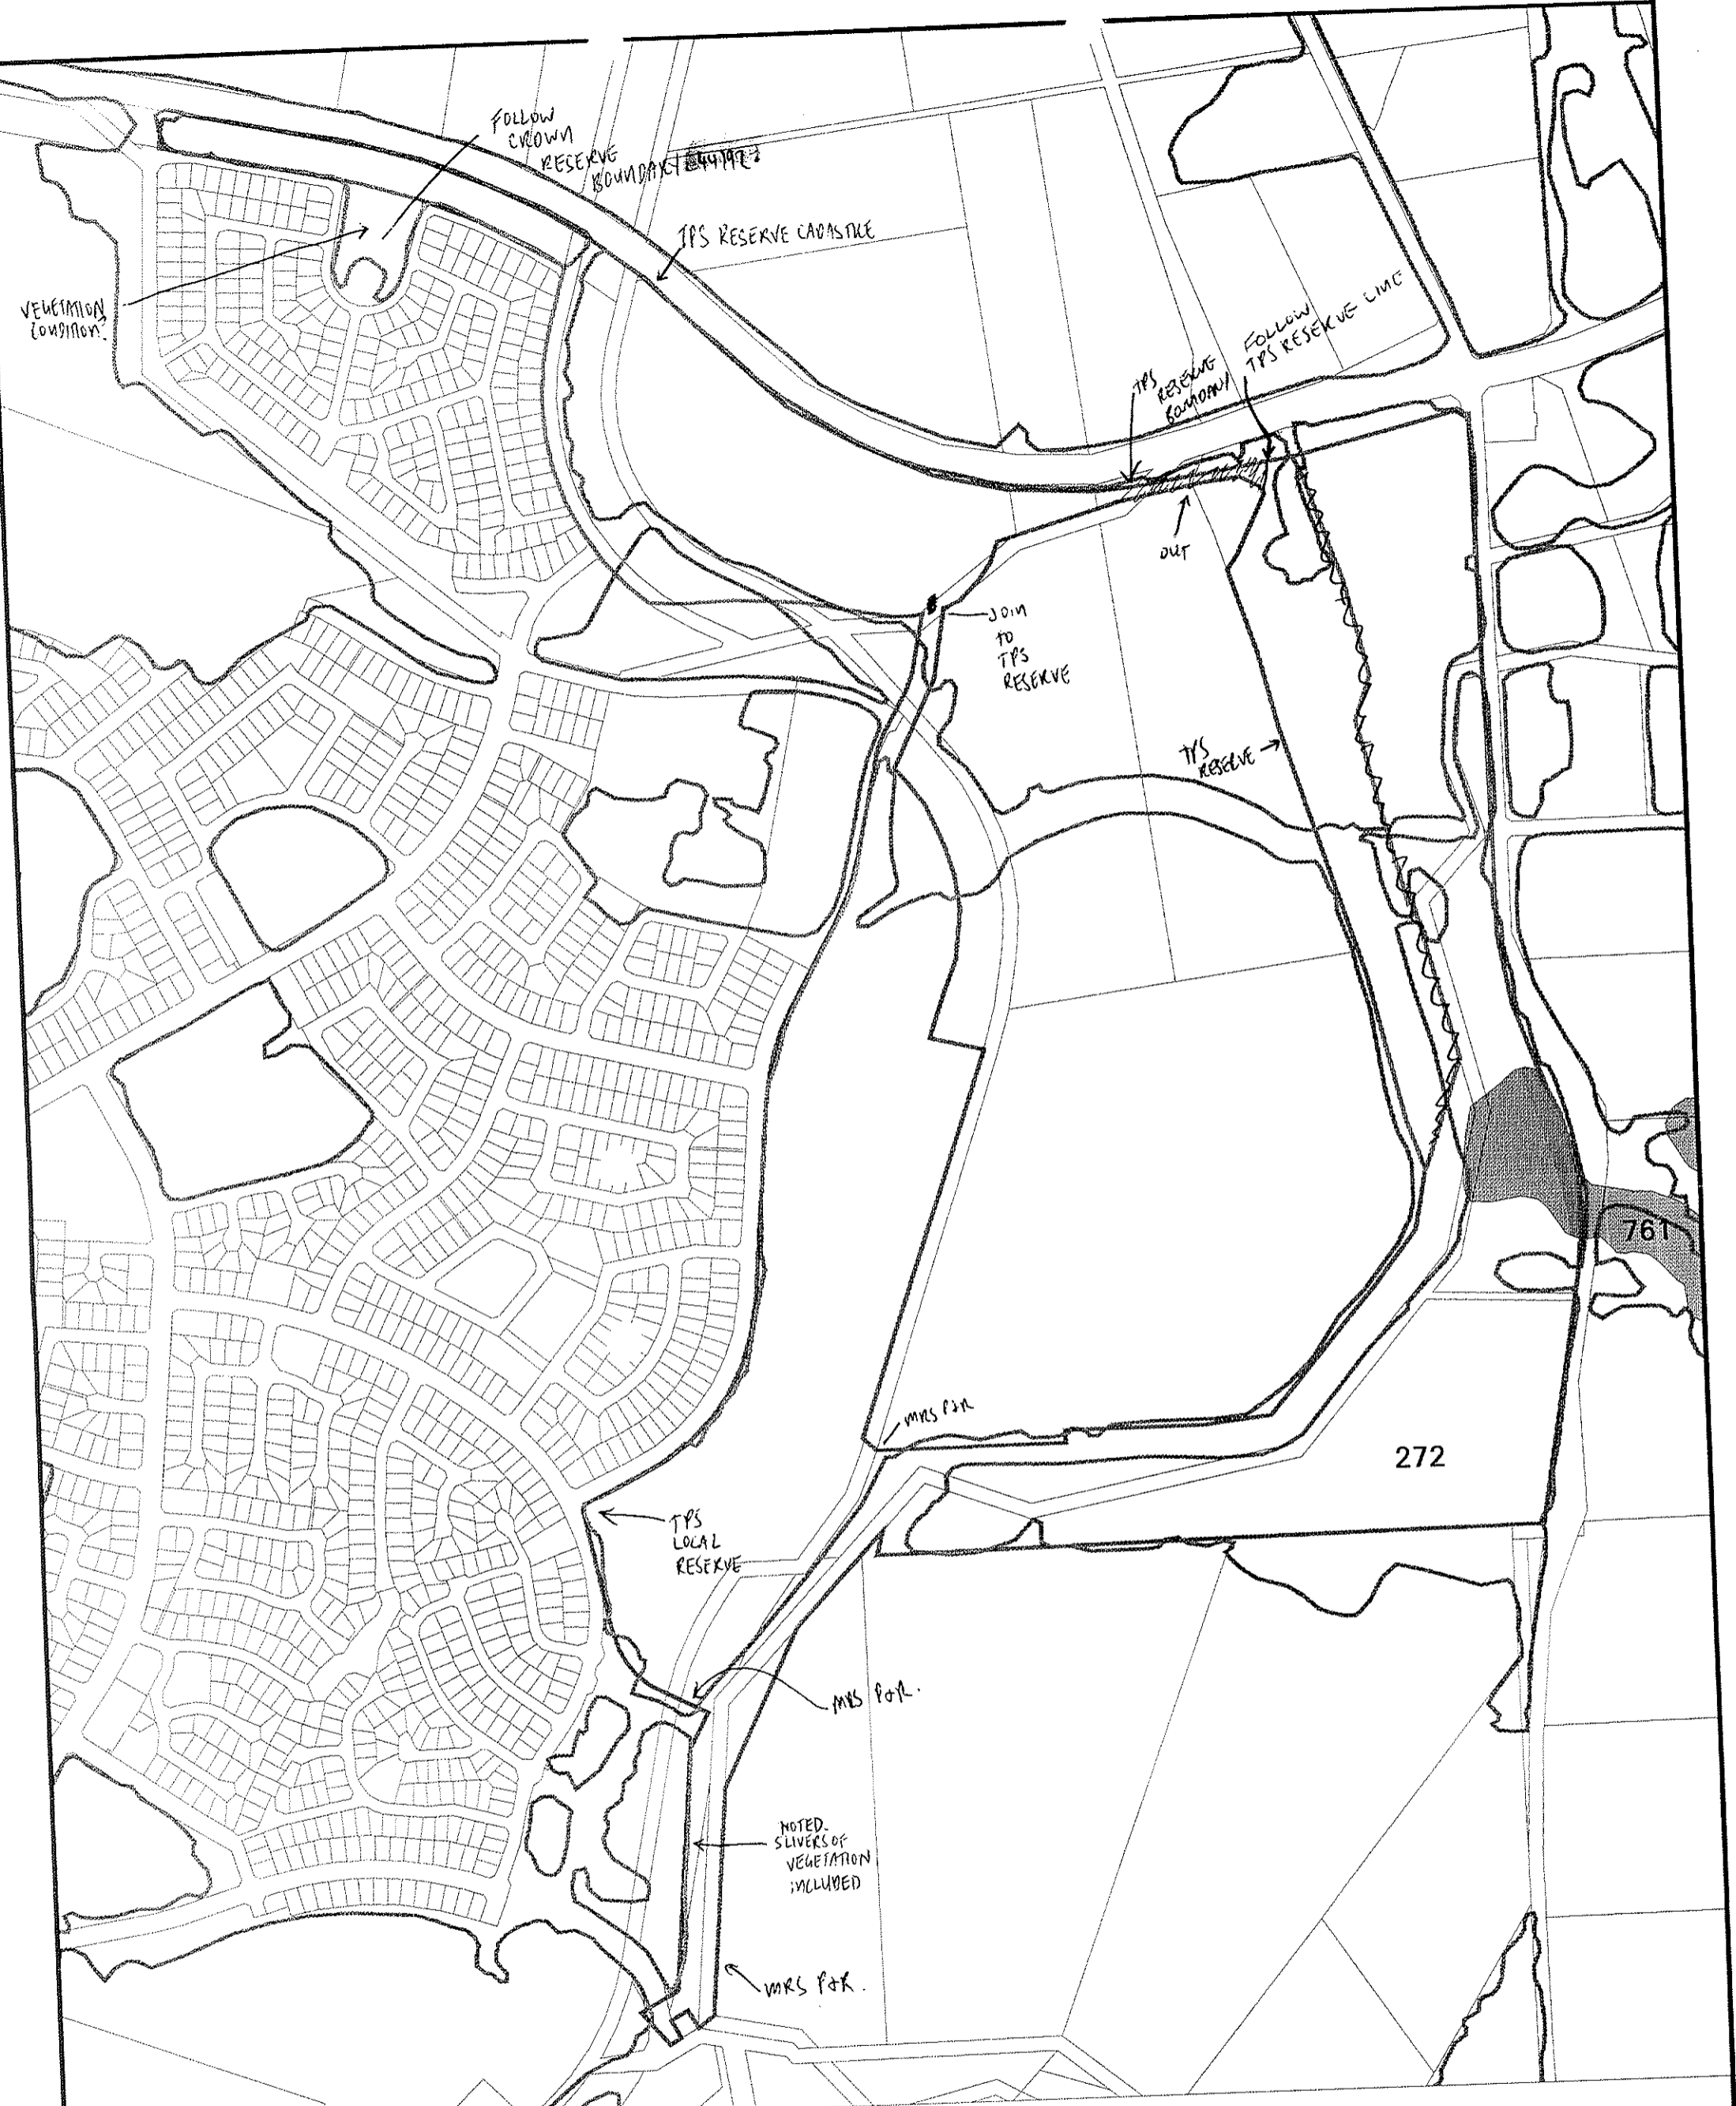 FOLLOW
CROWN
RESERVE
BOUNDARY
TPS RESERVE CADASTRE
VEGETATION
CONDITION?
TPS
RESERVE
BOUNDARY
FOLLOW
TPS RESERVE LINE
OUT
JOIN
TO
TPS
RESERVE
TPS
RESERVE
761
MRS P&R
272
TPS
LOCAL
RESERVE
MRS P&R.
NOTED.
SLIVERS OF
VEGETATION
INCLUDED
MRS P&R.